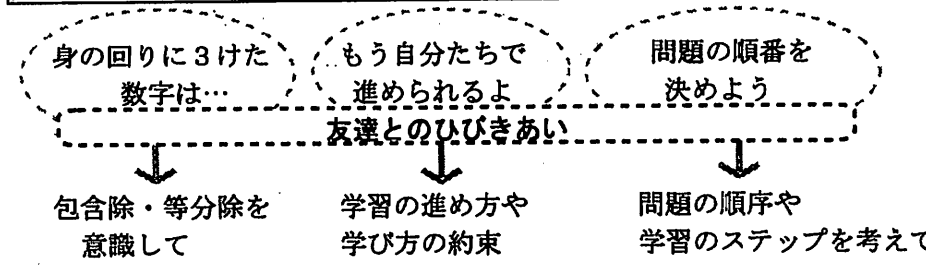 身の回りに３けた
数字は…
もう自分たちで
進められるよ
問題の順番を
決めよう
友達とのひびきあい
包含除・等分除を
意識して
学習の進め方や
学び方の約束
問題の順序や
学習のステップを考えて